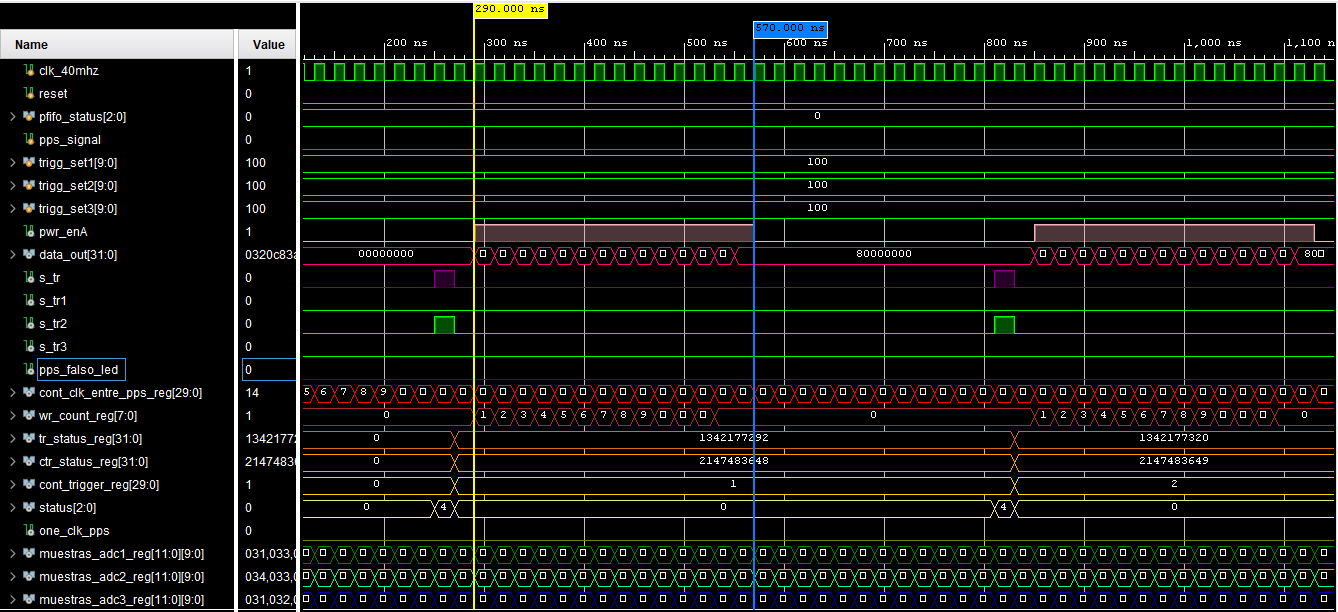 290.000 ns
570.000 ns
Name Value
200 ns 300 ns 400 ns 500 ns 600 ns 700 ns 800 ns 900 ns 1,000 ns 1,100 n
clk_40mhz 1
reset 0
pfifo_status[2:0] 0 0
pps_signal 0
trigg_set1[9:0] 100 100
trigg_set2[9:0] 100 100
trigg_set3[9:0] 100 100
pwr_enA 1
data_out[31:0] 0320c83a 00000000 80000000 800
s_tr 0
s_tr1 0
s_tr2 0
s_tr3 0
pps_falso_led 0
cont_clk_entre_pps_reg[29:0] 14 5 6 7 8 9
wr_count_reg[7:0] 1 0 1 2 3 4 5 6 7 8 9 0 1 2 3 4 5 6 7 8 9 0
tr_status_reg[31:0] 13421772 0 1342177292 1342177320
ctr_status_reg[31:0] 21474836 0 2147483648 2147483649
cont_trigger_reg[29:0] 1 0 1 2
status[2:0] 0 0 4 0 4 0
one_clk_pps 0
muestras_adc1_reg[11:0][9:0] 031,033,0
muestras_adc2_reg[11:0][9:0] 034,033,0
muestras_adc3_reg[11:0][9:0] 031,032,0